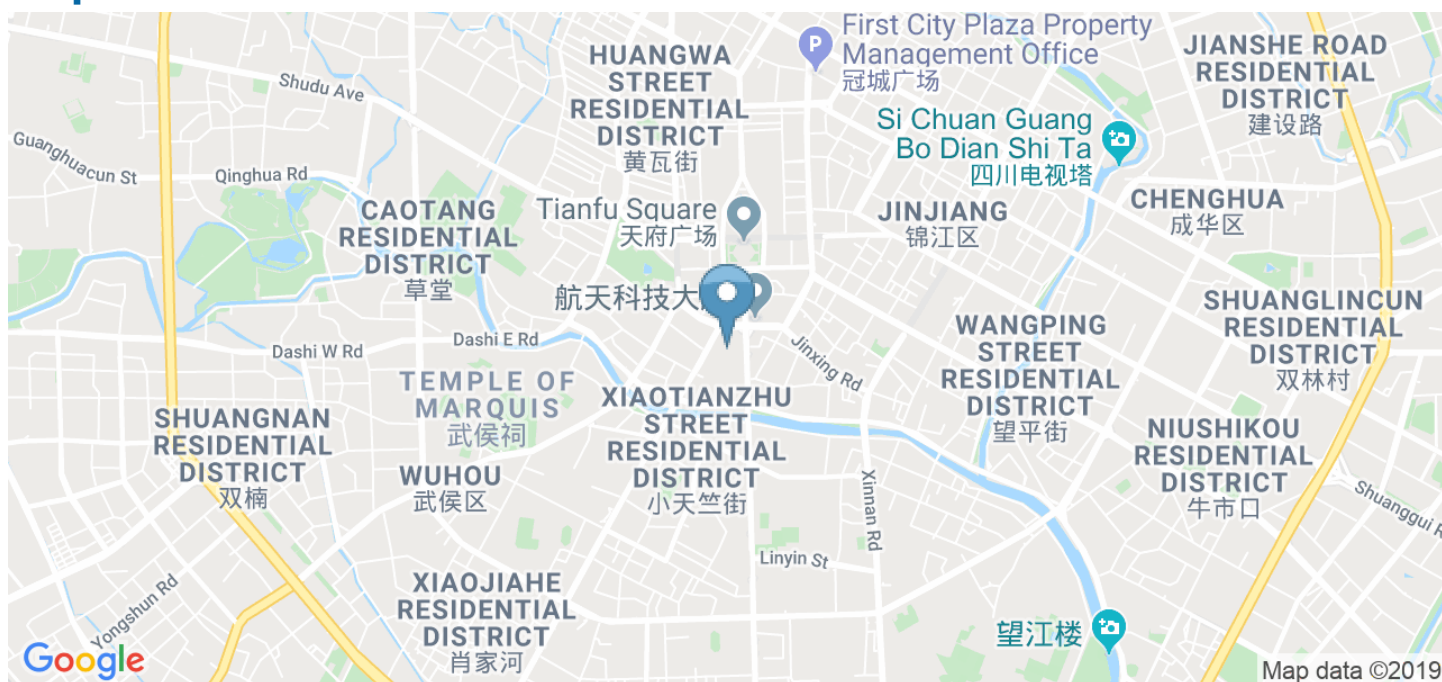 First City Plaza Property
Management Office
冠城广场
HUANGWA
STREET
RESIDENTIAL
DISTRICT
黄瓦街
JIANSHE ROAD
RESIDENTIAL
DISTRICT
建设路
Shudu Ave
Si Chuan Guang
Bo Dian Shi Ta
四川电视塔
Guanghuacun St
Qinghua Rd
CAOTANG
RESIDENTIAL
DISTRICT
草堂
Tianfu Square
天府广场
JINJIANG
锦江区
CHENGHUA
成华区
航天科技大
SHUANGLINCUN
RESIDENTIAL
DISTRICT
双林村
Dashi W Rd
Dashi E Rd
Jinxing Rd
WANGPING
STREET
RESIDENTIAL
DISTRICT
望平街
TEMPLE OF
MARQUIS
武侯祠
XIAOTIANZHU
STREET
RESIDENTIAL
DISTRICT
小天竺街
SHUANGNAN
RESIDENTIAL
DISTRICT
双楠
WUHOU
武侯区
NIUSHIKOU
RESIDENTIAL
DISTRICT
牛市口
Xinnan Rd
Shuanggui R
Linyin St
XIAOJIAHE
RESIDENTIAL
DISTRICT
肖家河
Yongshun Rd
望江楼
Google
Map data ©2019